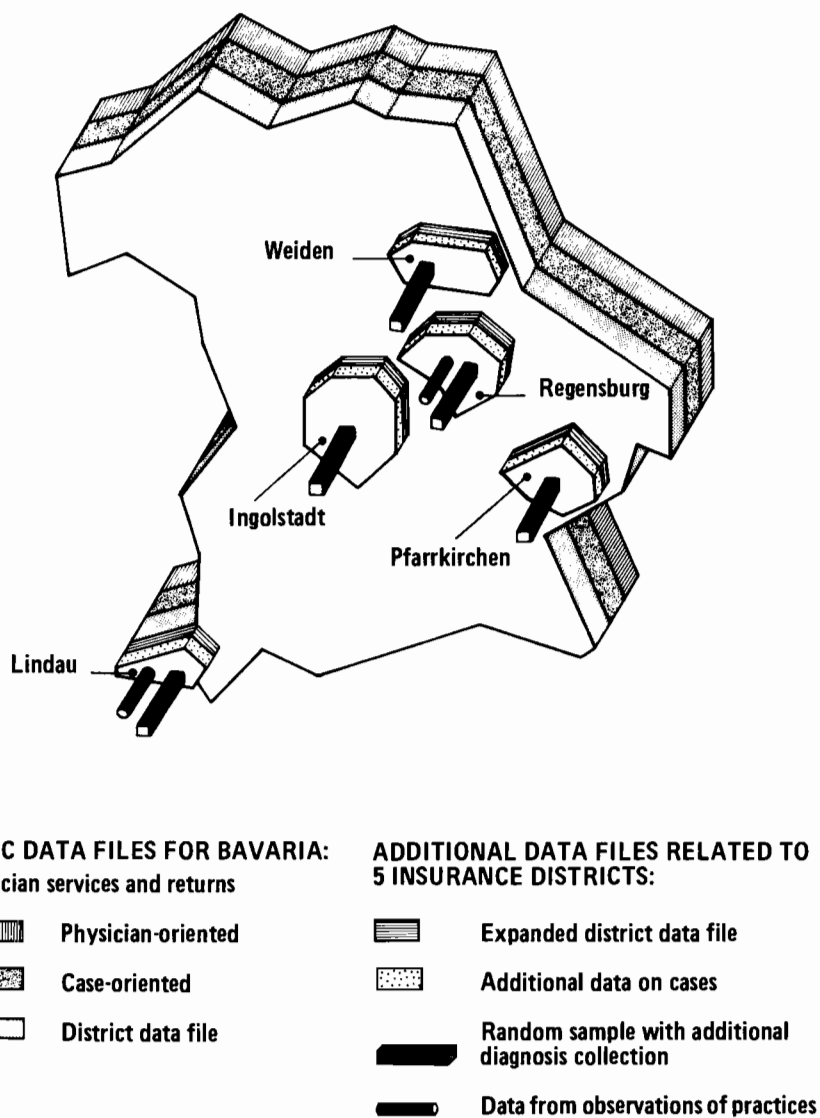 Weiden
Regensburg
Ingolstadt
Pfarrkirchen
Lindau
C DATA FILES FOR BAVARIA:
cian services and returns
Physician-oriented
Case-oriented
District data file
ADDITIONAL DATA FILES RELATED TO
5 INSURANCE DISTRICTS:
Expanded district data file
Additional data on cases
Random sample with additional
diagnosis collection
Data from observations of practices